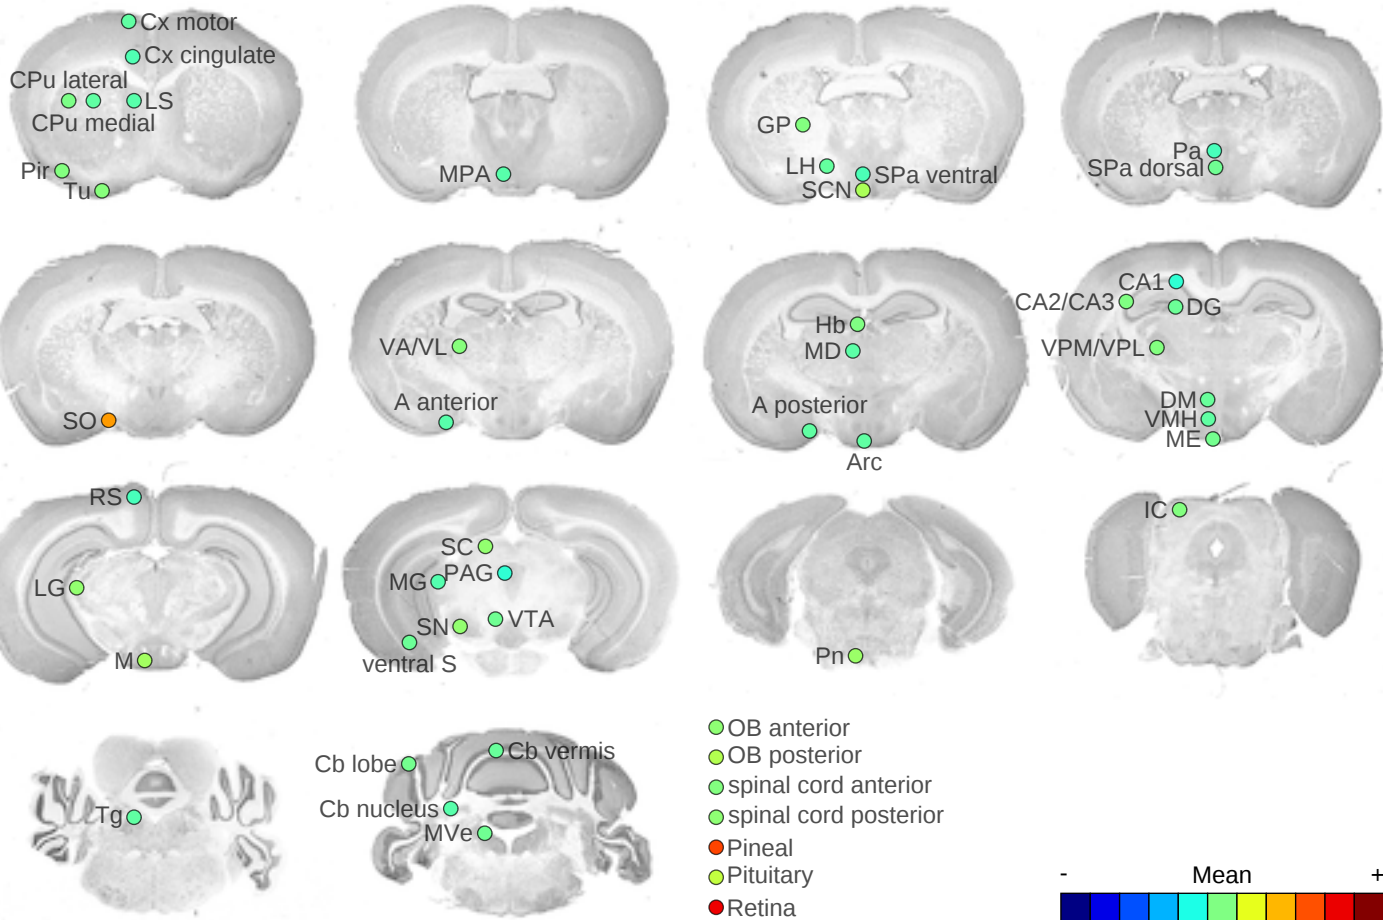 Cx motor
Cx cingulate
CPu lateral
LS
CPu medial
Pir
Tu
MPA
GP
LH
SPa ventral
SCN
Pa
SPa dorsal
SO
VA/VL
A anterior
Hb
MD
A posterior
Arc
CA1
CA2/CA3
DG
VPM/VPL
DM
VMH
ME
RS
LG
M
SC
PAG
MG
VTA
SN
ventral S
Pn
IC
Tg
Cb vermis
Cb lobe
Cb nucleus
MVe
OB anterior
OB posterior
spinal cord anterior
spinal cord posterior
Pineal
Pituitary
Retina
- Mean +